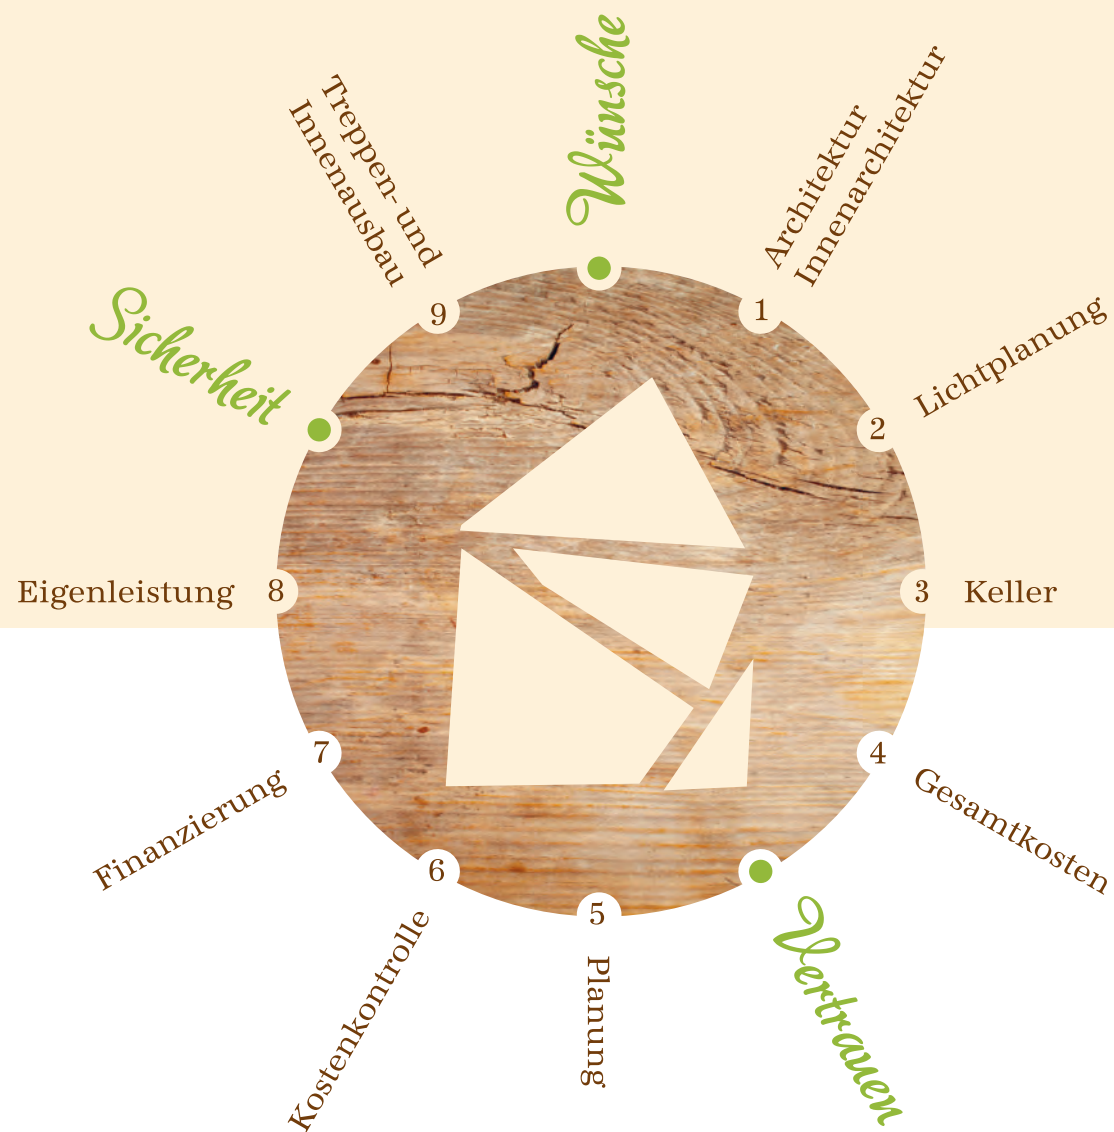 Wünsche
1
Architektur
Innenarchitektur
2
Lichtplanung
3
Keller
4
Gesamtkosten
Vertrauen
5
Planung
6
Kostenkontrolle
7
Finanzierung
8
Eigenleistung
Sicherheit
9
Treppen- und
Innenausbau